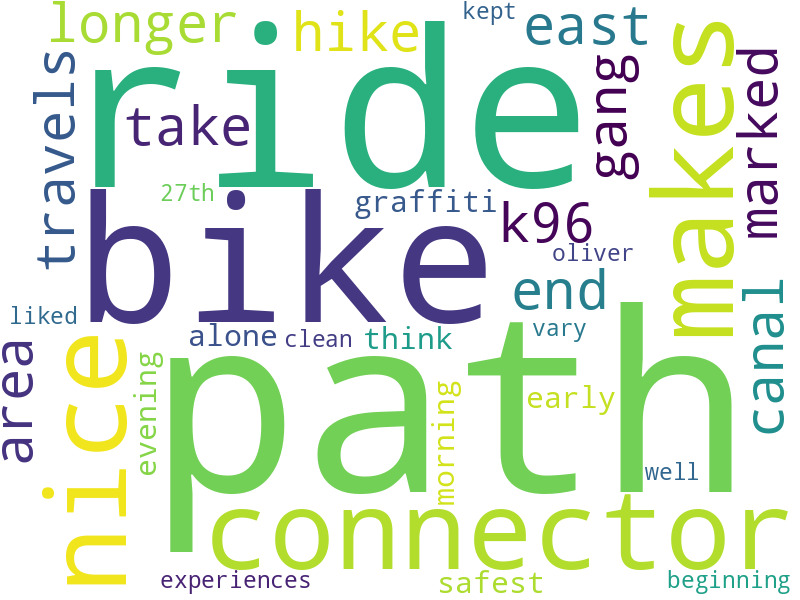 kept
longer
hike
east
ride
travels
take
gang
makes
marked
27th
graffiti
bike
k96
oliver
end
canal
liked
alone
clean
think
vary
area
nice
evening
path
morning
early
well
connector
experiences
safest
beginning